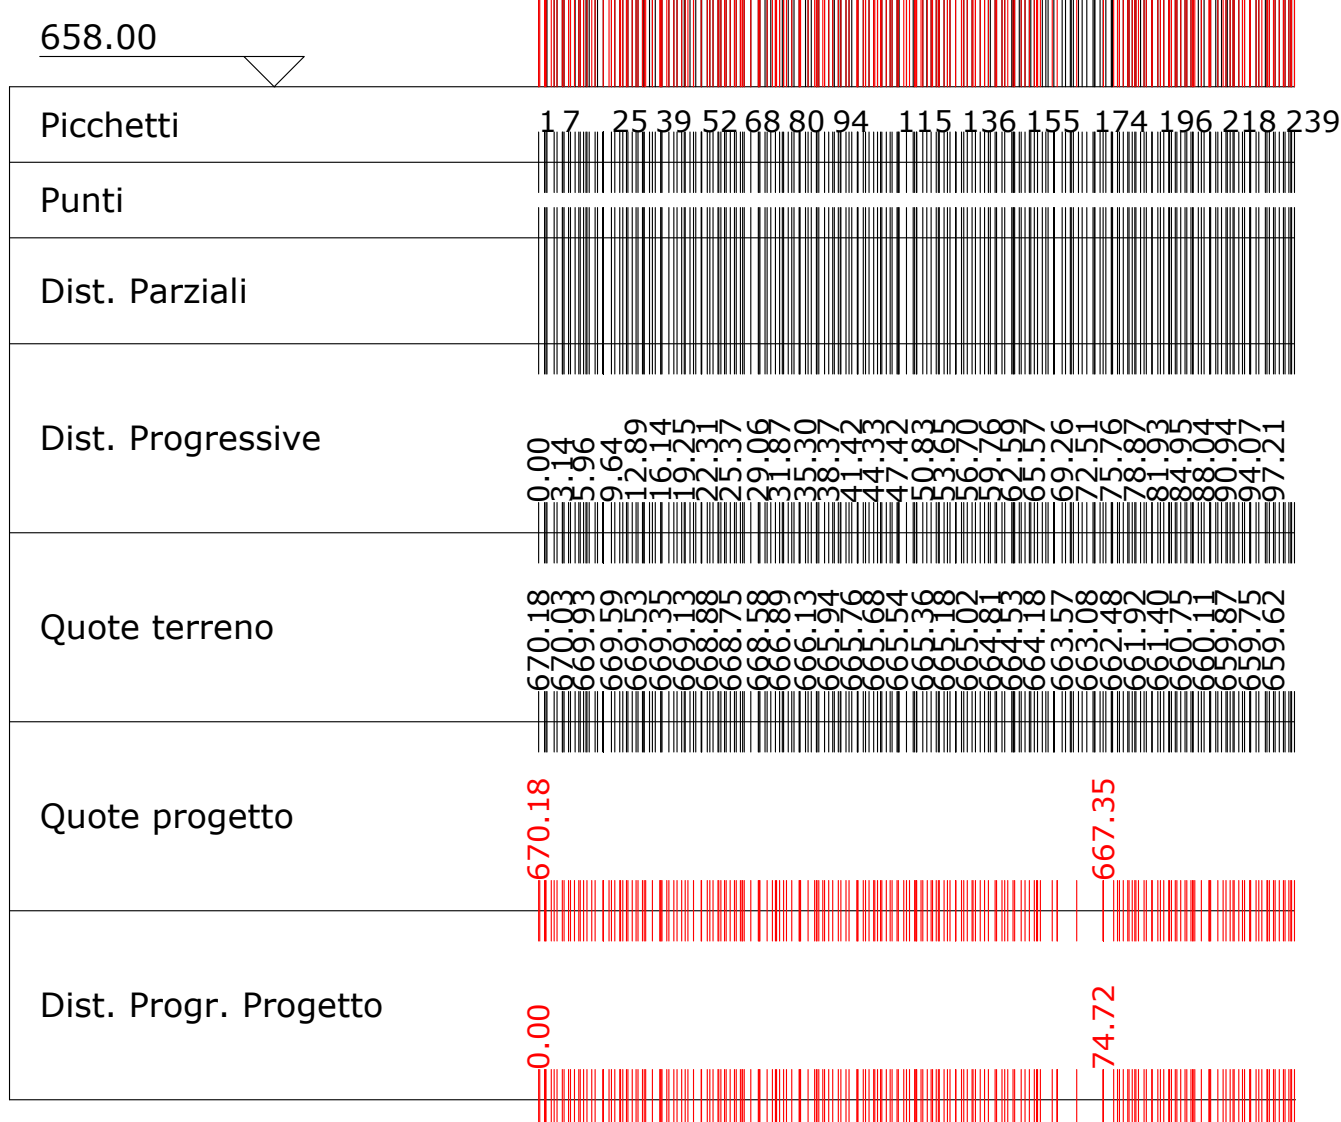 658.00
Picchetti 1 7 25 39 52 68 80 94 115 136 155 174 196 218 239
Punti
Dist. Parziali
Dist. Progressive 0.00 3.14 5.96 9.64 12.89 16.14 19.25 22.31 25.37 29.06 31.87 35.30 38.37 41.42 44.33 47.42 50.83 53.65 56.70 59.76 62.59 65.57 69.26 72.51 75.76 78.87 81.93 84.95 88.04 90.94 94.07 97.21
Quote terreno 670.18 670.03 669.93 669.59 669.53 669.35 669.13 668.88 668.75 668.58 666.89 666.13 665.94 665.76 665.68 665.54 665.36 665.18 665.02 664.81 664.53 664.18 663.57 663.08 662.48 661.92 661.40 660.75 660.11 659.87 659.75 659.62
Quote progetto 670.18 667.35
Dist. Progr. Progetto 0.00 74.72